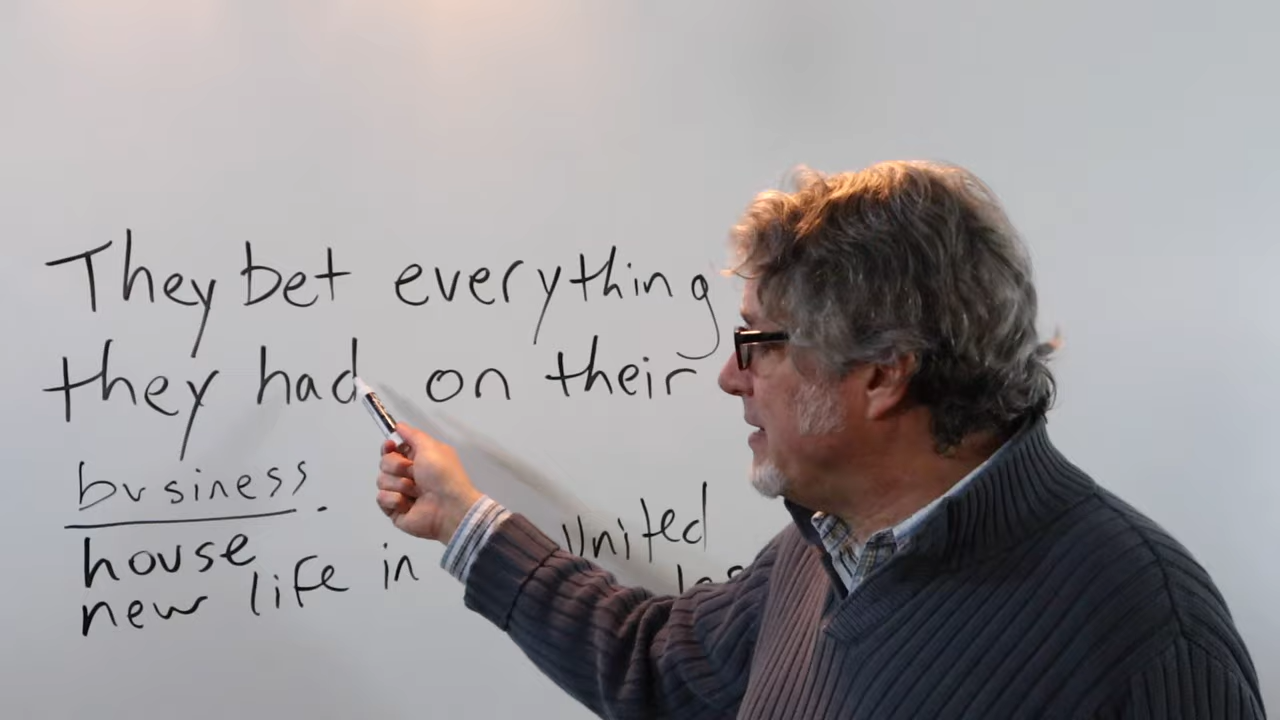 They bet everything
they had on their
business.
house
new life in United